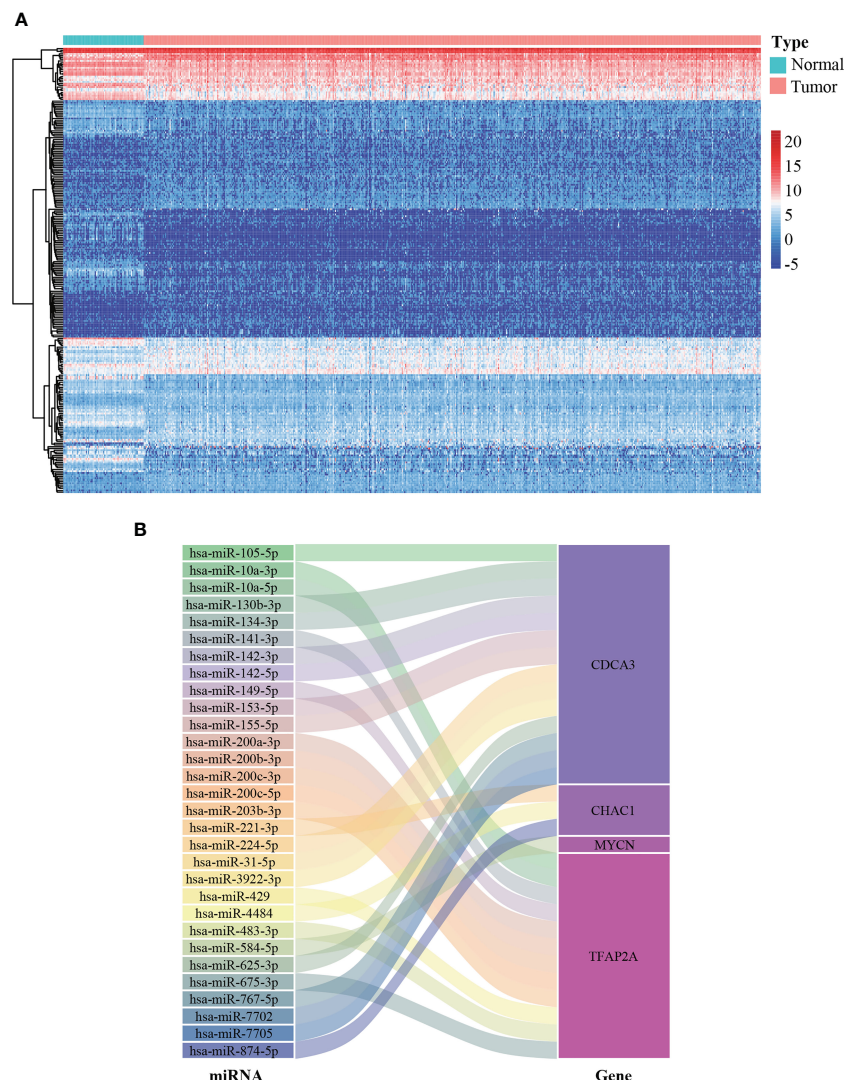 A
Type
Normal
Tumor
20
15
10
5
0
-5
B
hsa-miR-105-5p
hsa-miR-10a-3p
hsa-miR-10a-5p
hsa-miR-130b-3p
hsa-miR-134-3p
hsa-miR-141-3p
hsa-miR-142-3p
hsa-miR-142-5p
hsa-miR-149-5p
hsa-miR-153-5p
hsa-miR-155-5p
hsa-miR-200a-3p
hsa-miR-200b-3p
hsa-miR-200c-3p
hsa-miR-200c-5p
hsa-miR-203b-3p
hsa-miR-221-3p
hsa-miR-224-5p
hsa-miR-31-5p
hsa-miR-3922-3p
hsa-miR-429
hsa-miR-4484
hsa-miR-483-3p
hsa-miR-584-5p
hsa-miR-625-3p
hsa-miR-675-3p
hsa-miR-767-5p
hsa-miR-7702
hsa-miR-7705
hsa-miR-874-5p
CDCA3
CHAC1
MYCN
TFAP2A
miRNA
Gene